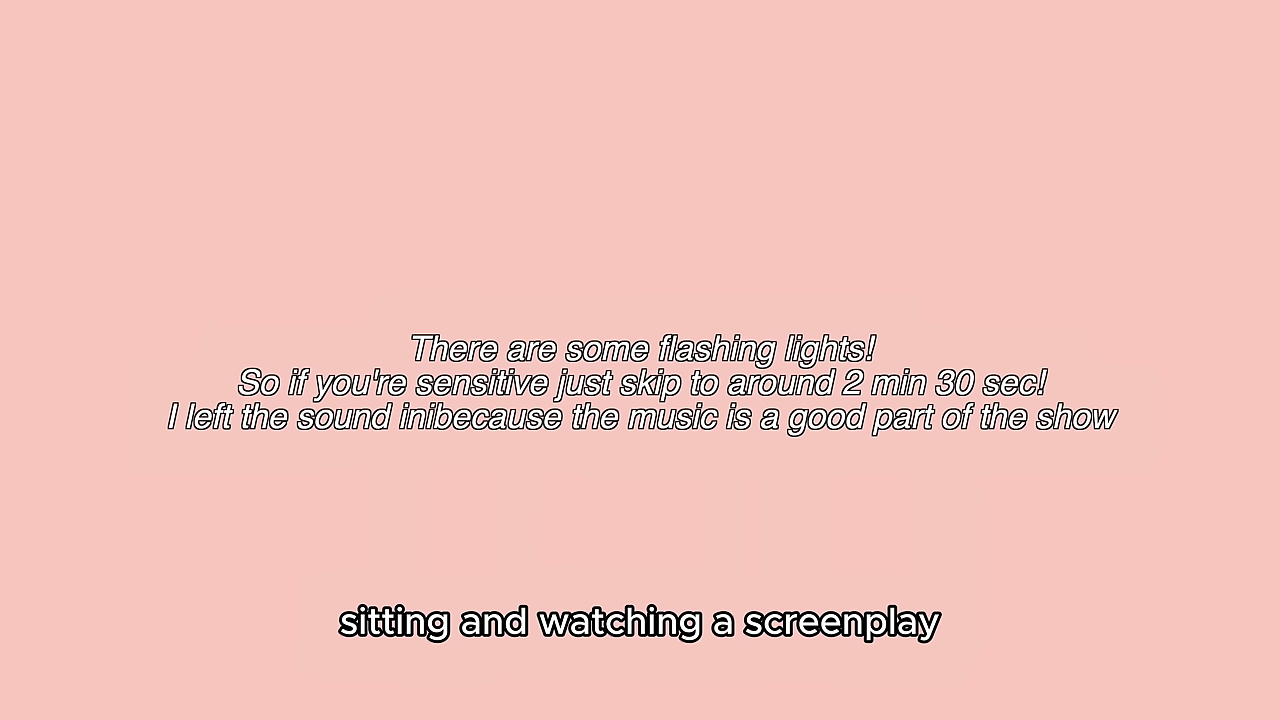 There are some flashing lights!
So if you're sensitive just skip to around 2 min 30 sec!
I left the sound inibecause the music is a good part of the show
sitting and watching a screenplay